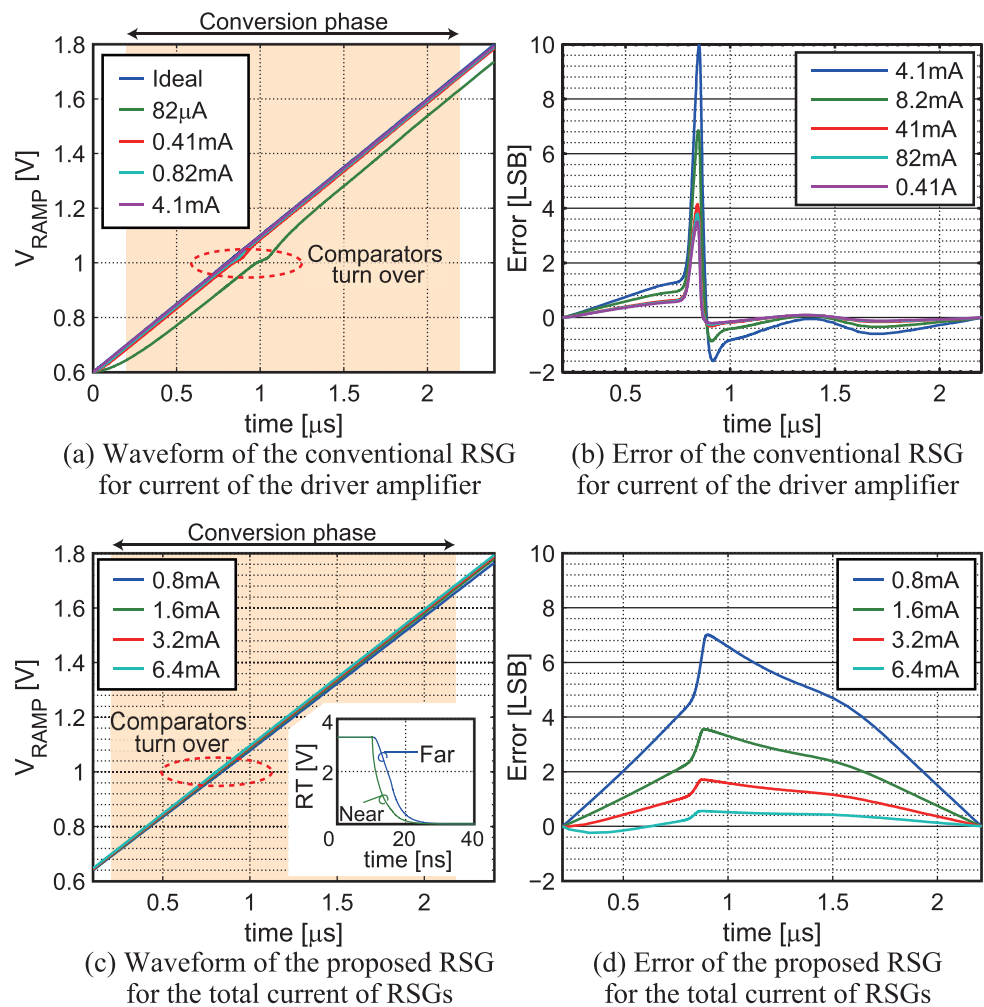 Conversion phase
1.8
1.6
1.4
1.2
1
0.8
0.6
VRAMP [V]
Ideal
82μA
0.41mA
0.82mA
4.1mA
Comparators
turn over
0
0.5
1
1.5
2
time [μs]
(a) Waveform of the conventional RSG
for current of the driver amplifier
10
8
6
4
2
0
−2
Error [LSB]
4.1mA
8.2mA
41mA
82mA
0.41A
0.5
1
1.5
2
time [μs]
(b) Error of the conventional RSG
for current of the driver amplifier
Conversion phase
1.8
1.6
1.4
1.2
1
0.8
0.6
VRAMP [V]
0.8mA
1.6mA
3.2mA
6.4mA
Comparators
turn over
4
2
RT [V]
Far
Near
0
20
40
time [ns]
0.5
1
1.5
2
time [μs]
(c) Waveform of the proposed RSG
for the total current of RSGs
10
8
6
4
2
0
−2
Error [LSB]
0.8mA
1.6mA
3.2mA
6.4mA
0.5
1
1.5
2
time [μs]
(d) Error of the proposed RSG
for the total current of RSGs